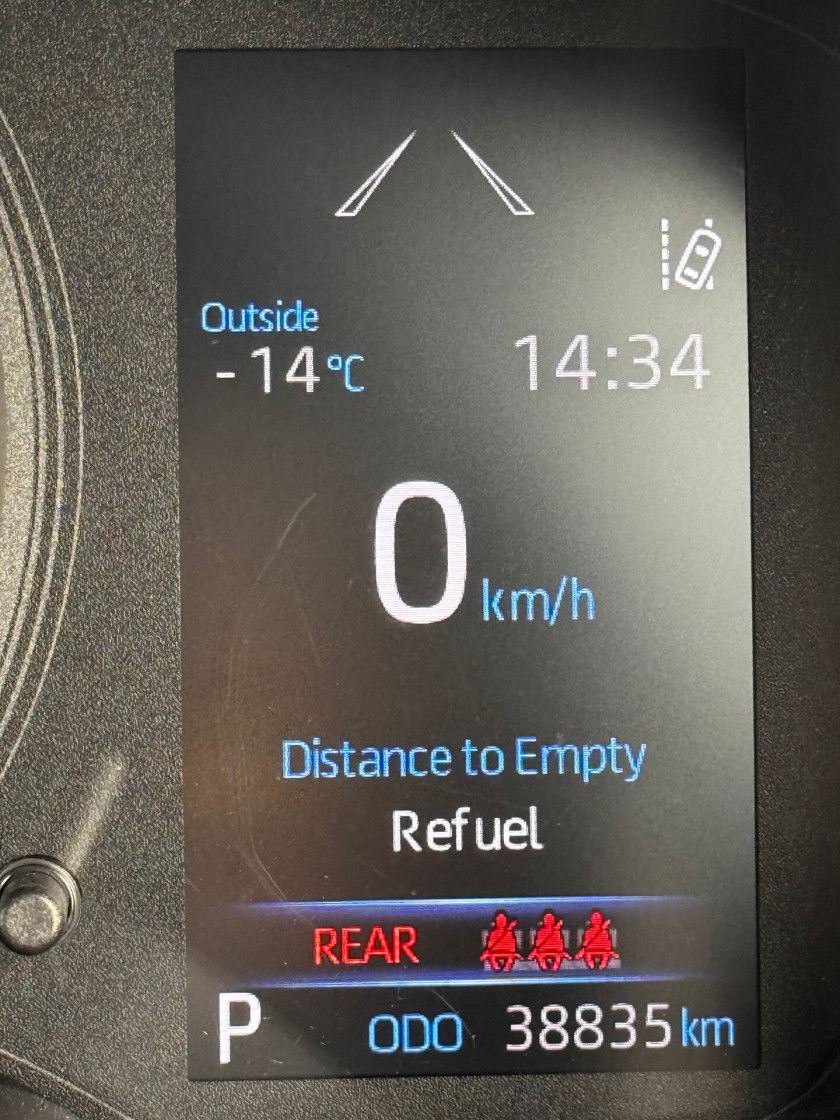 Outside
-14°C 14:34
0 km/h
Distance to Empty
Refuel
REAR
P ODO 38835 km